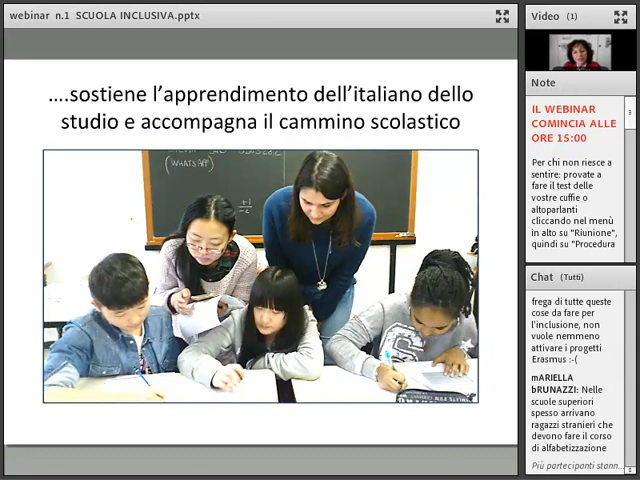 webinar n.1 SCUOLA INCLUSIVA.pptx
….sostiene l'apprendimento dell'italiano dello
studio e accompagna il cammino scolastico
(WHATSAPP)
Video (1)
Note
IL WEBINAR
COMINCIA ALLE
ORE 15:00
Per chi non riesce a
sentire: provate a
fare il test delle
vostre cuffie o
altoparlanti
cliccando nel menù
in alto su "Riunione",
quindi su "Procedura
Chat (Tutti)
frega di tutte queste
cose da fare per
l'inclusione, non
vuole nemmeno
attivare i progetti
Erasmus :-(
mARIELLA
bRUNAZZI: Nelle
scuole superiori
spesso arrivano
ragazzi stranieri che
devono fare il corso
di alfabetizzazione
Più partecipanti stann...